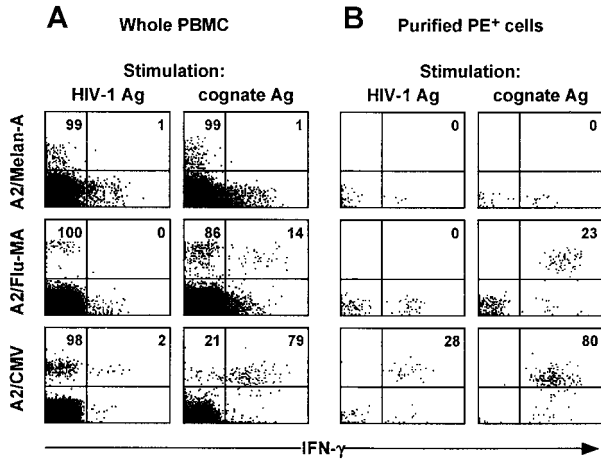 A Whole PBMC
B Purified PE+ cells
Stimulation:
Stimulation:
HIV-1 Ag cognate Ag
HIV-1 Ag cognate Ag
A2/Melan-A
99 1
99 1
0
0
A2/Flu-MA
100 0
86 14
0
23
A2/CMV
98 2
21 79
28
80
IFN-γ